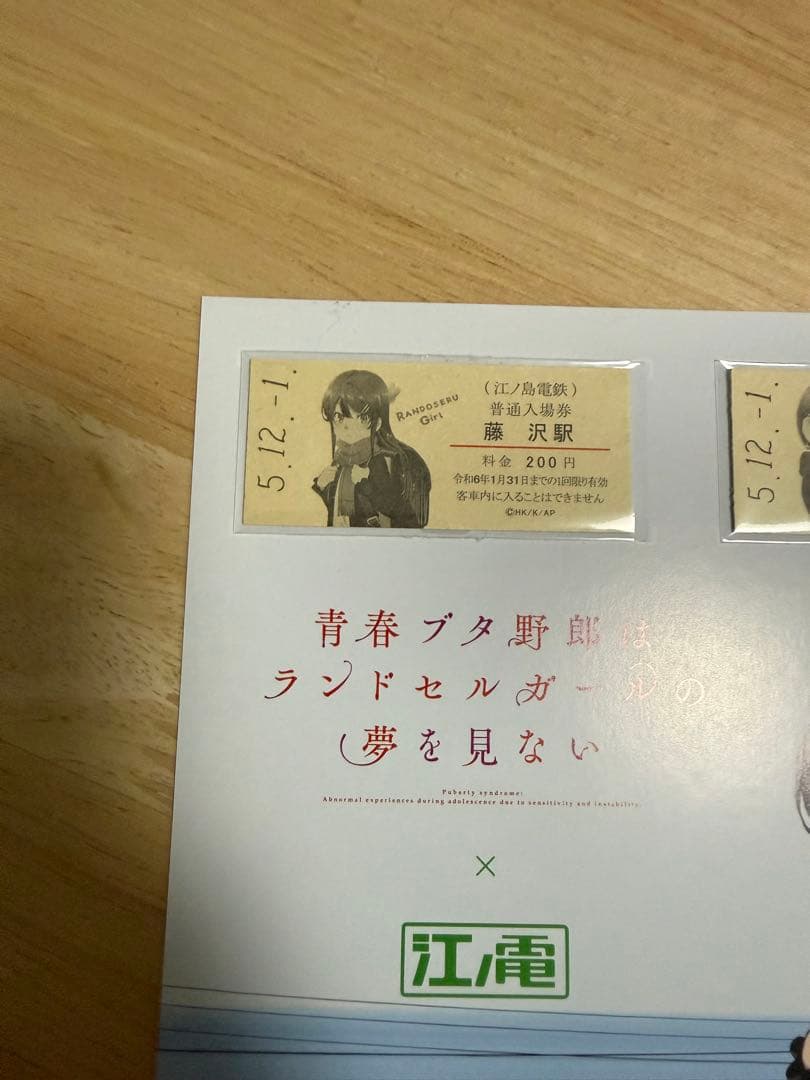 5.12.-1.
RANDOSERU
Girl
(江ノ島電鉄)
普通入場券
藤 沢駅
料金 200円
令和6年1月31日までの1回限り有効
客車内に入ることはできません
©HK/K/AP
5.12.-1.
青春ブタ野郎は
ランドセルガールの
夢を見ない
Puberty syndrome:
Abnormal experiences during adolescence due to sensitivity and instability.
×
江ノ電